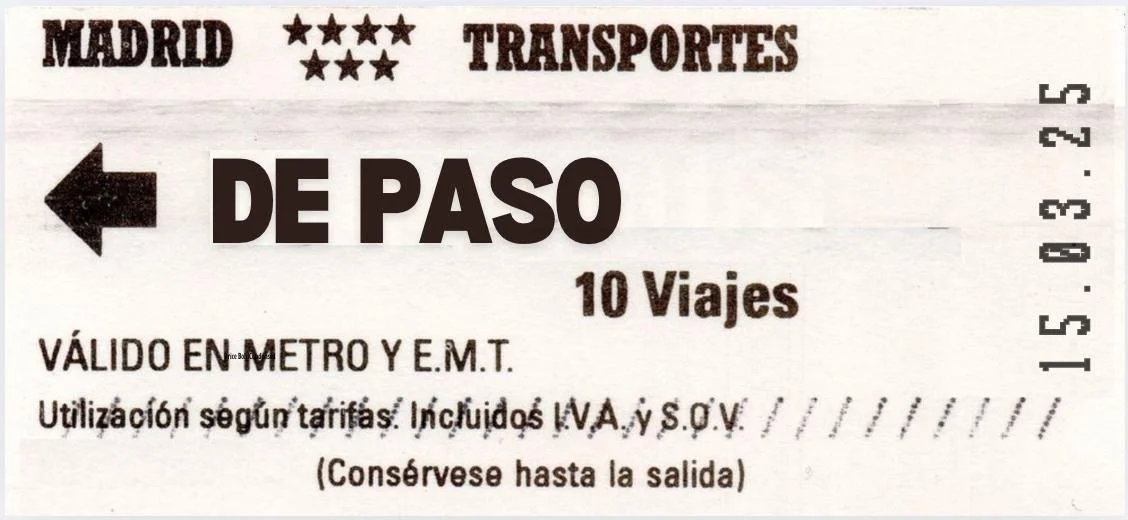 MADRID TRANSPORTES
DE PASO
10 Viajes
VÁLIDO EN METRO Y E.M.T.
Utilización según tarifas. Incluidos I.V.A. y S.O.V.
(Consérvese hasta la salida)
15.03.25